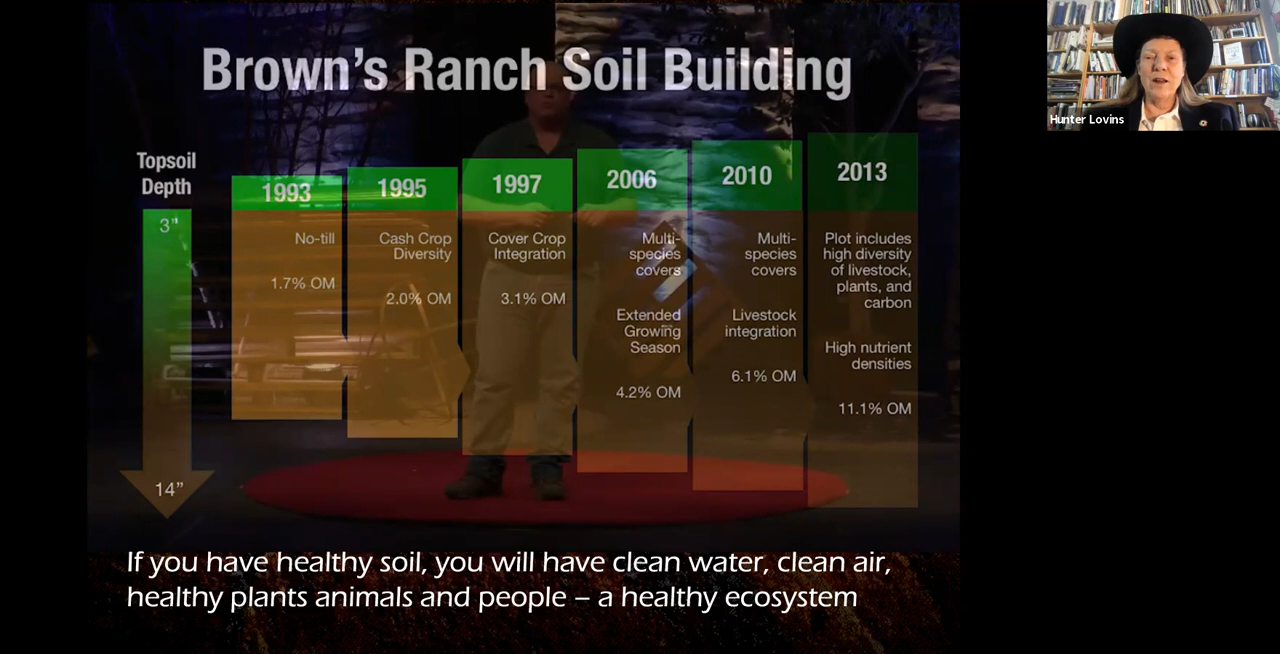 Brown's Ranch Soil Building
Hunter Lovins
Topsoil
Depth
3"
14"
1993
No-till
1.7% OM
1995
Cash Crop
Diversity
2.0% OM
1997
Cover Crop
Integration
3.1% OM
2006
Multi-
species
covers
Extended
Growing
Season
4.2% OM
2010
Multi-
species
covers
Livestock
integration
6.1% OM
2013
Plot includes
high diversity
of livestock,
plants, and
carbon
High nutrient
densities
11.1% OM
If you have healthy soil, you will have clean water, clean air,
healthy plants animals and people – a healthy ecosystem